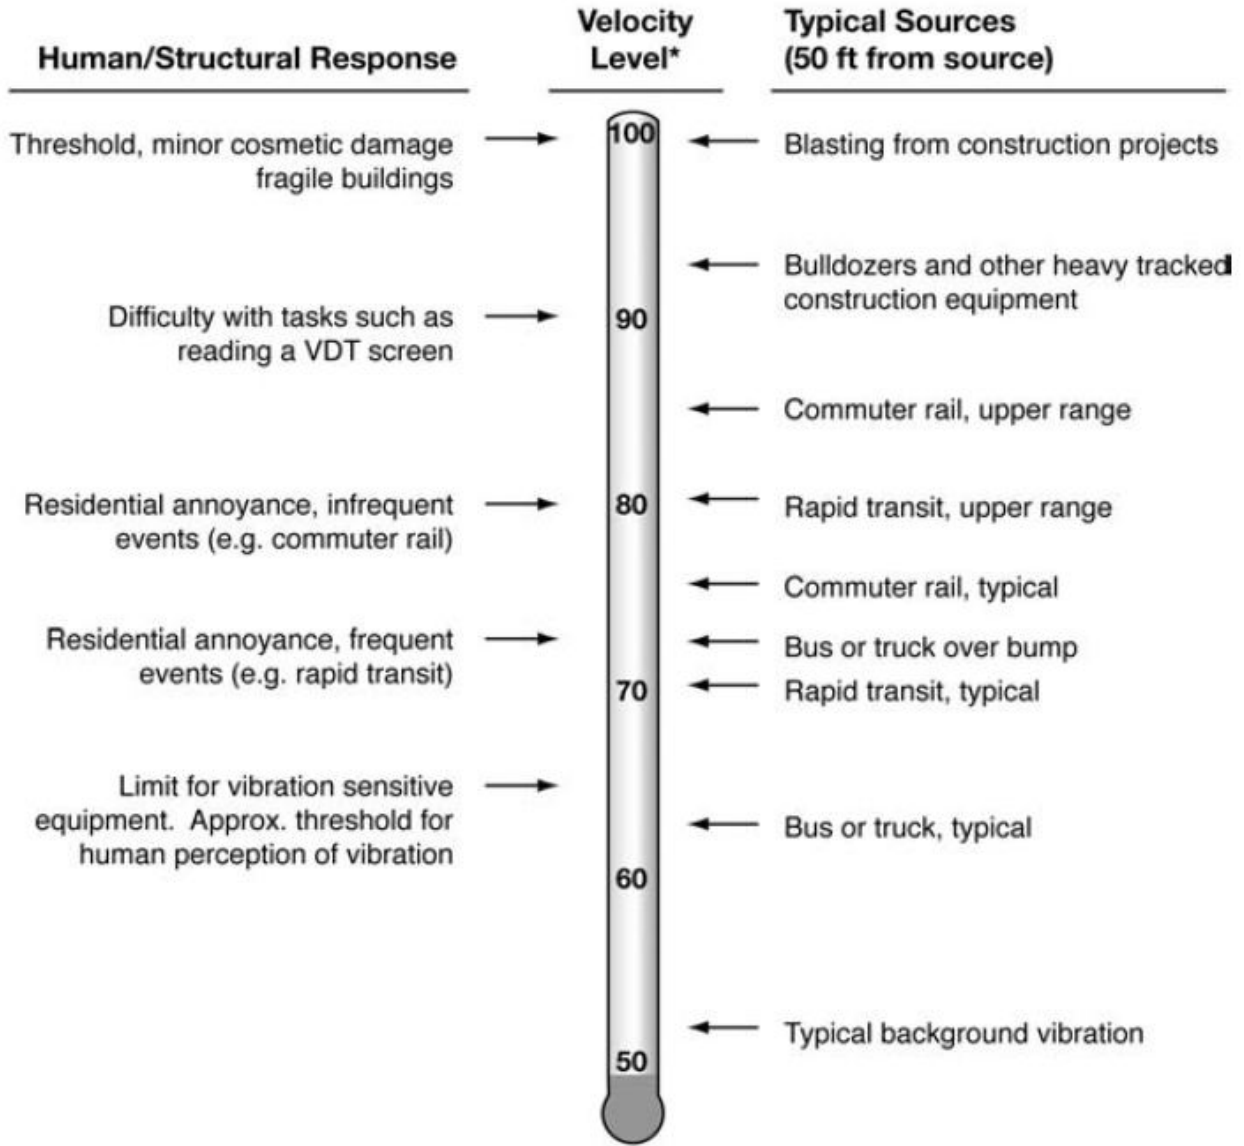 Human/Structural Response
Velocity
Level*
Typical Sources
(50 ft from source)
Threshold, minor cosmetic damage
fragile buildings
Difficulty with tasks such as
reading a VDT screen
Residential annoyance, infrequent
events (e.g. commuter rail)
Residential annoyance, frequent
events (e.g. rapid transit)
Limit for vibration sensitive
equipment. Approx. threshold for
human perception of vibration
100
90
80
70
60
50
Blasting from construction projects
Bulldozers and other heavy tracked
construction equipment
Commuter rail, upper range
Rapid transit, upper range
Commuter rail, typical
Bus or truck over bump
Rapid transit, typical
Bus or truck, typical
Typical background vibration